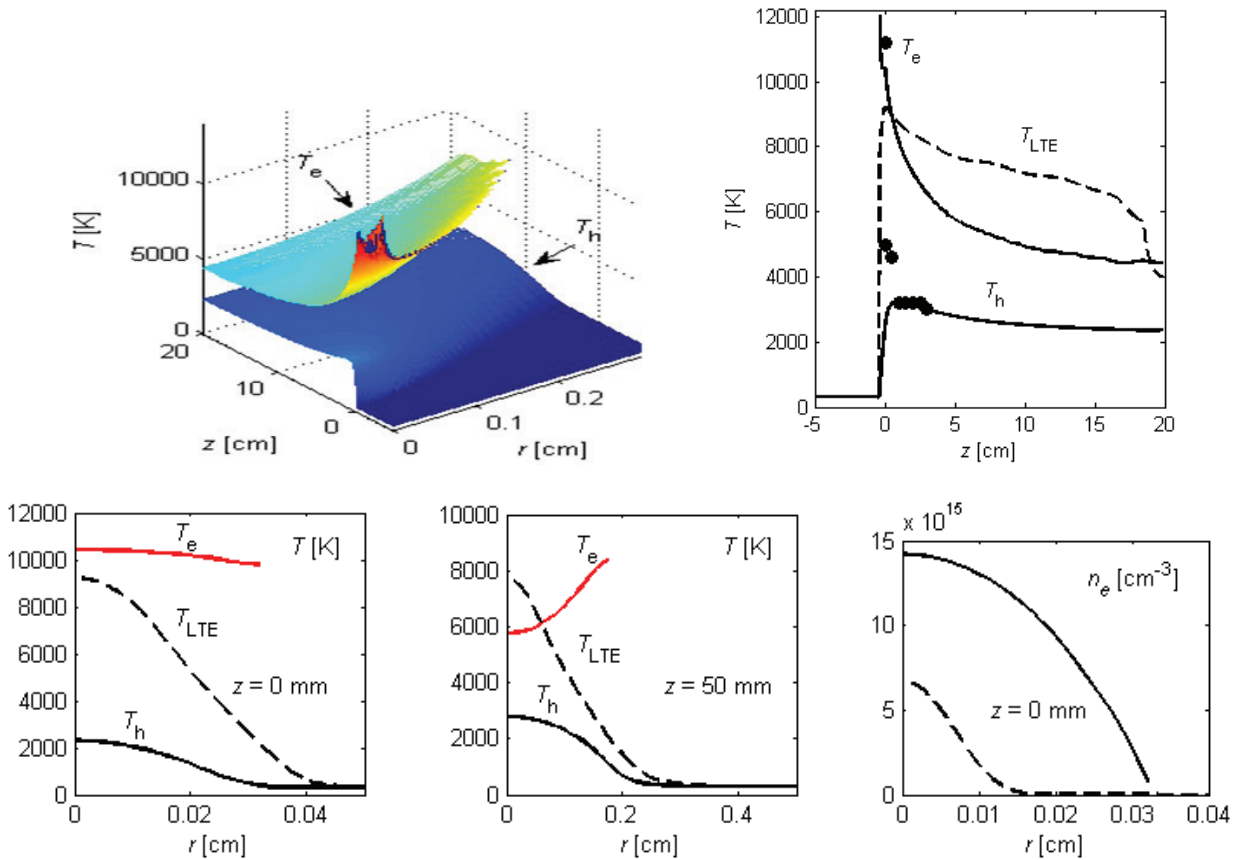 T_e
T_h
T [K]
10000
5000
0
20
10
0
z [cm]
0
0.1
0.2
r [cm]
12000
10000
8000
6000
4000
2000
0
T [K]
T_e
T_LTE
T_h
-5 0 5 10 15 20
z [cm]
12000
10000
8000
6000
4000
2000
0
T_e
T [K]
T_LTE
z = 0 mm
T_h
0 0.02 0.04
r [cm]
10000
8000
6000
4000
2000
0
T_e
T [K]
T_LTE
z = 50 mm
T_h
0 0.2 0.4
r [cm]
x 10^15
15
10
5
0
n_e [cm^-3]
z = 0 mm
0 0.01 0.02 0.03 0.04
r [cm]